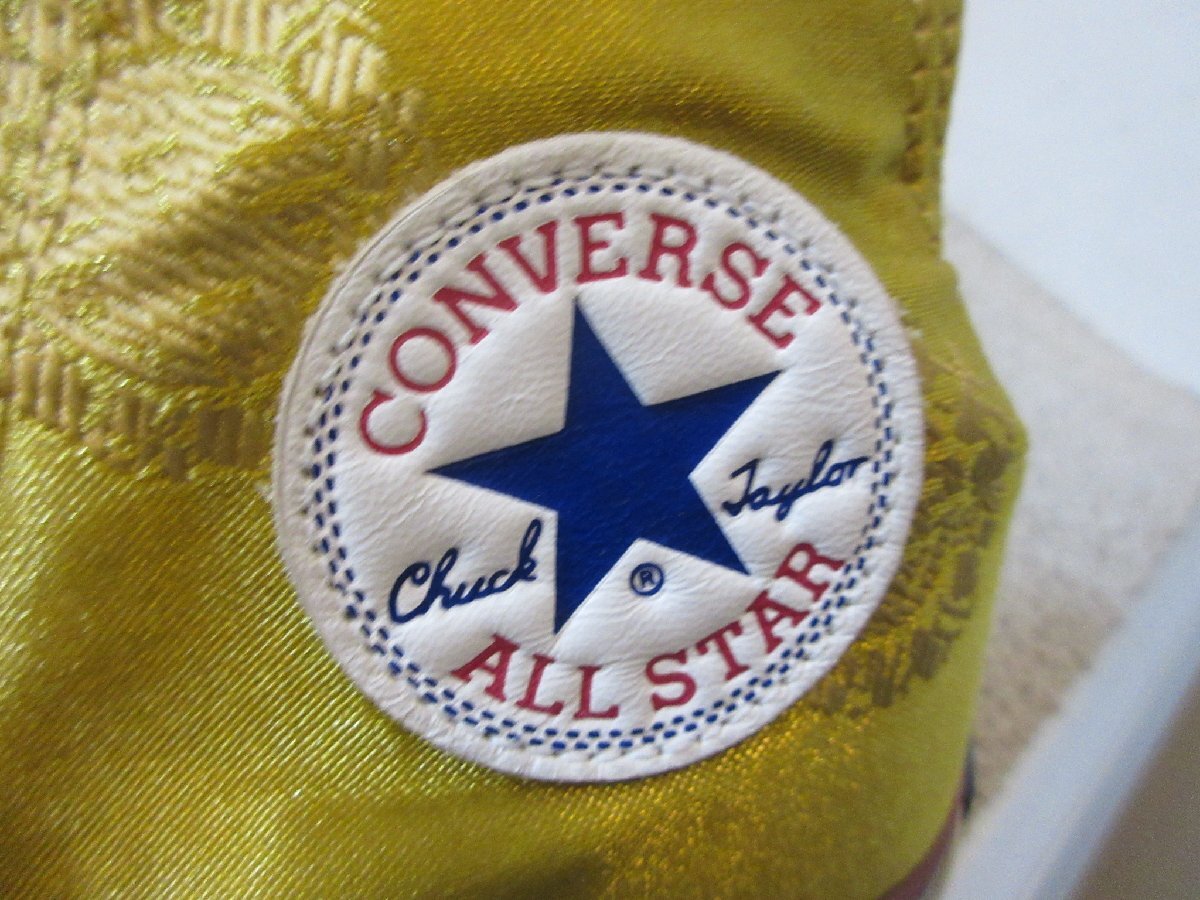 CONVERSE
Chuck Taylor
®
ALL STAR